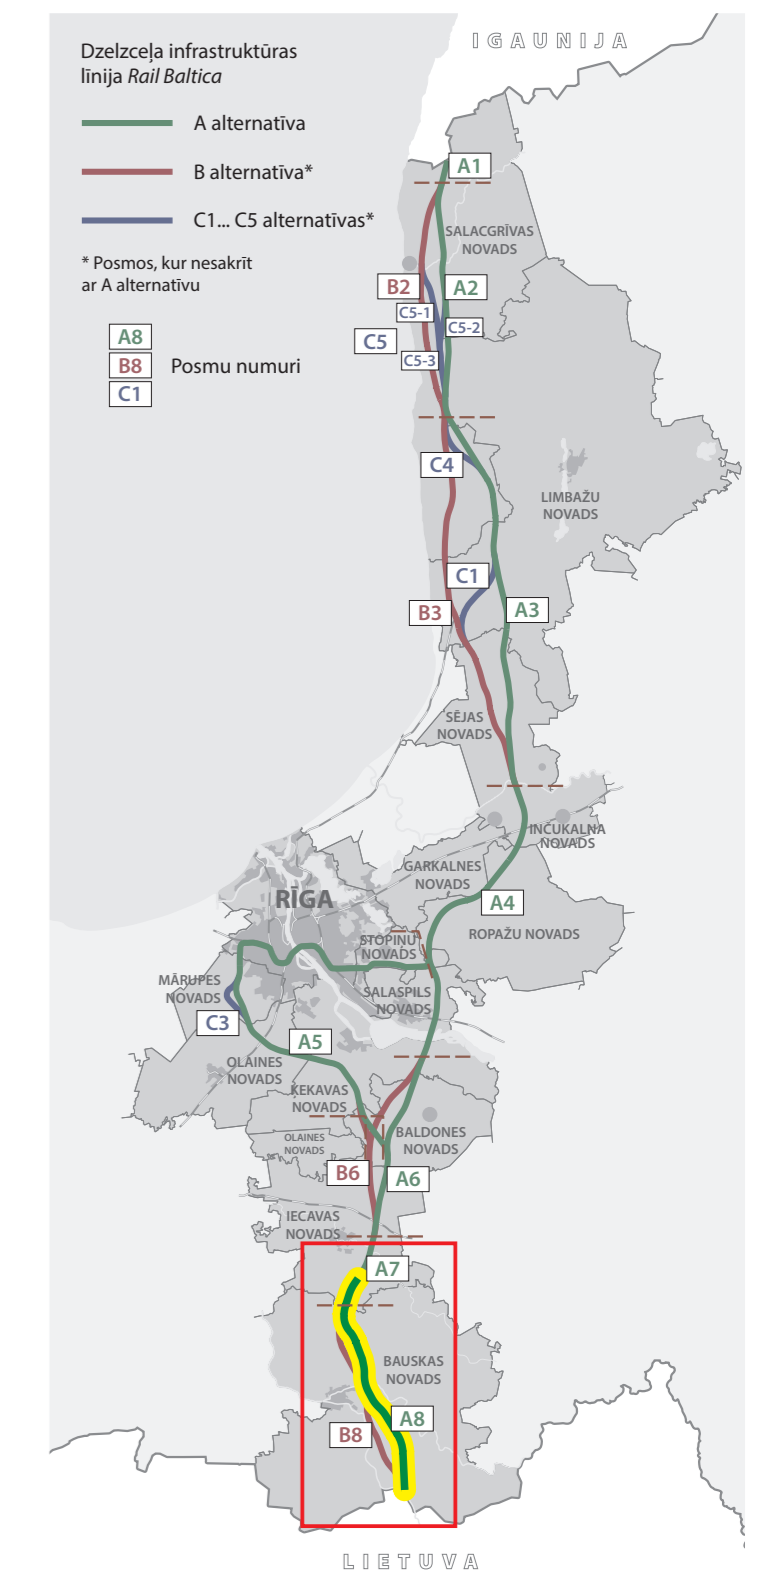 IGAUNIJA
Dzelzceļa infrastruktūras
līnija Rail Baltica
A alternatīva
B alternatīva*
C1... C5 alternatīvas*
* Posmos, kur nesakrīt
ar A alternatīvu
A8
B8
C1
Posmu numuri
A1
SALACGRĪVAS
NOVADS
B2
A2
C5-1
C5-2
C5
C5-3
C4
LIMBAŽU
NOVADS
C1
B3
A3
SĒJAS
NOVADS
INČUKALNA
NOVADS
GARKALNES
NOVADS
RĪGA
A4
STOPIŅU
NOVADS
ROPAŽU NOVADS
MĀRUPES
NOVADS
SALASPILS
NOVADS
C3
A5
OLAINES
NOVADS
ĶEKAVAS
NOVADS
OLAINES
NOVADS
BALDONES
NOVADS
B6
A6
IECAVAS
NOVADS
A7
BAUSKAS
NOVADS
A8
B8
LIETUVA